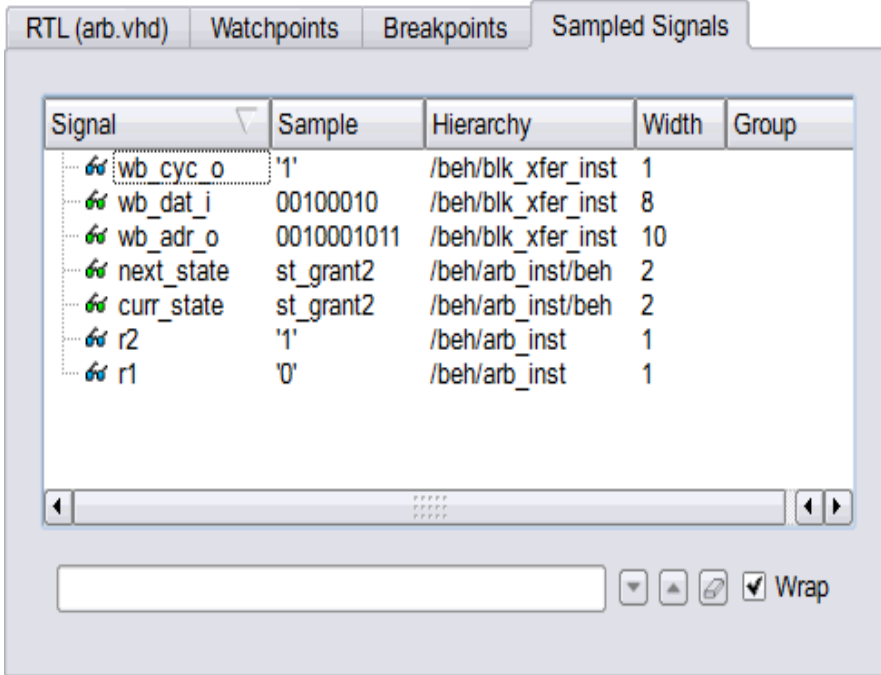 RTL (arb.vhd) Watchpoints Breakpoints Sampled Signals
Signal Sample Hierarchy Width Group
wb_cyc_o '1' /beh/blk_xfer_inst 1
wb_dat_i 00100010 /beh/blk_xfer_inst 8
wb_adr_o 0010001011 /beh/blk_xfer_inst 10
next_state st_grant2 /beh/arb_inst/beh 2
curr_state st_grant2 /beh/arb_inst/beh 2
r2 '1' /beh/arb_inst 1
r1 '0' /beh/arb_inst 1
Wrap